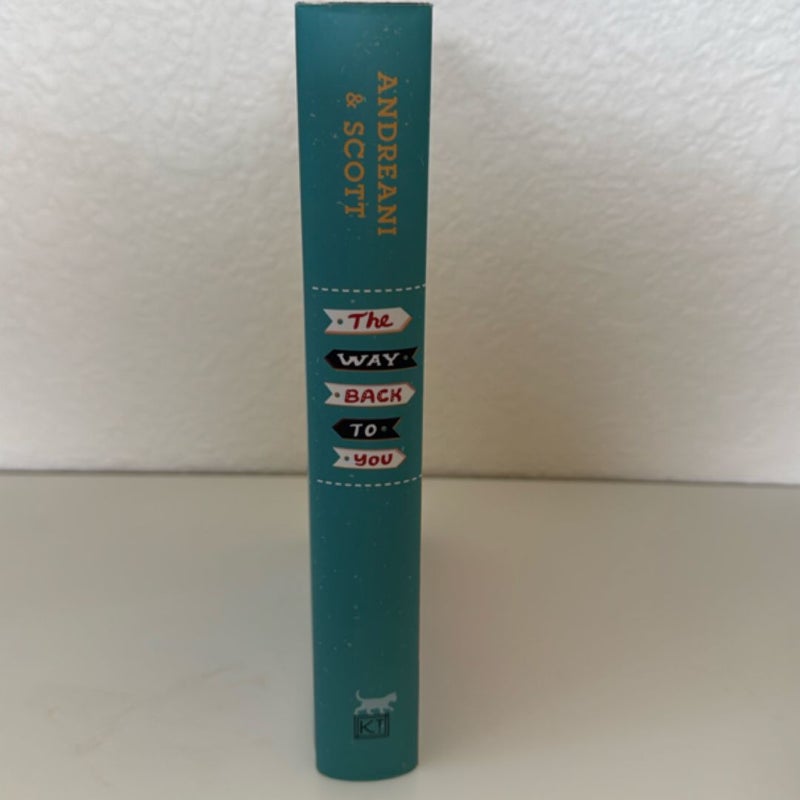 ANDREANI
& SCOTT
The
WAY
BACK
TO
YOU
KT